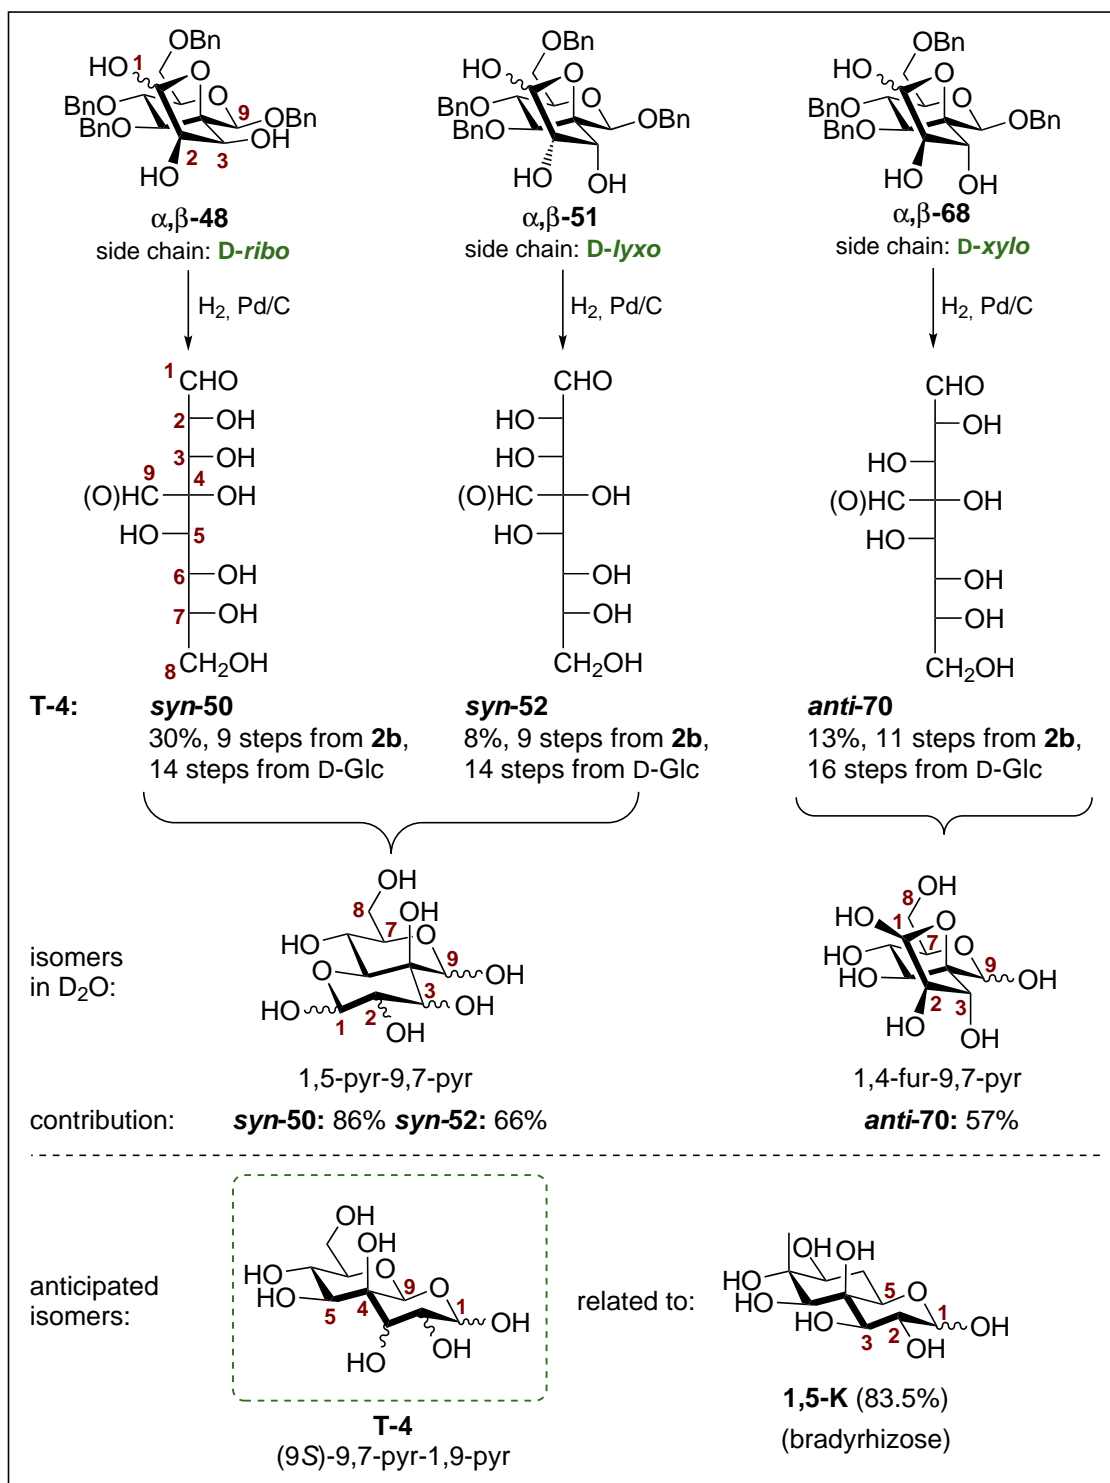 OBn
OBn
OBn
HO 1 O
HO O
HO O
BnO O 9 OBn
BnO O OBn
BnO O OBn
BnO OH
BnO
BnO
HO 2 3
HO OH
HO OH
α,β-48
α,β-51
α,β-68
side chain: D-ribo
side chain: D-lyxo
side chain: D-xylo
H2, Pd/C
H2, Pd/C
H2, Pd/C
1 CHO
CHO
CHO
2 OH
HO
OH
3 OH
HO
HO
9
(O)HC 4 OH
(O)HC OH
(O)HC OH
HO 5
HO
HO
6 OH
OH
OH
7 OH
OH
OH
8 CH2OH
CH2OH
CH2OH
T-4: syn-50
syn-52
anti-70
30%, 9 steps from 2b,
8%, 9 steps from 2b,
13%, 11 steps from 2b,
14 steps from D-Glc
14 steps from D-Glc
16 steps from D-Glc
OH
8 OH
7
HO O 9 OH
O 3 OH
HO 1 2 OH
8 OH
HO 1 O
HO 7 O 9 OH
HO
2 3
HO OH
isomers
in D2O:
1,5-pyr-9,7-pyr
1,4-fur-9,7-pyr
contribution: syn-50: 86% syn-52: 66%
anti-70: 57%
anticipated
isomers:
OH
OH
HO O 9 O 1 OH
HO 5 4
HO OH
related to:
OH OH
HO 5 O 1 OH
HO HO 3 2 OH
T-4
(9S)-9,7-pyr-1,9-pyr
1,5-K (83.5%)
(bradyrhizose)